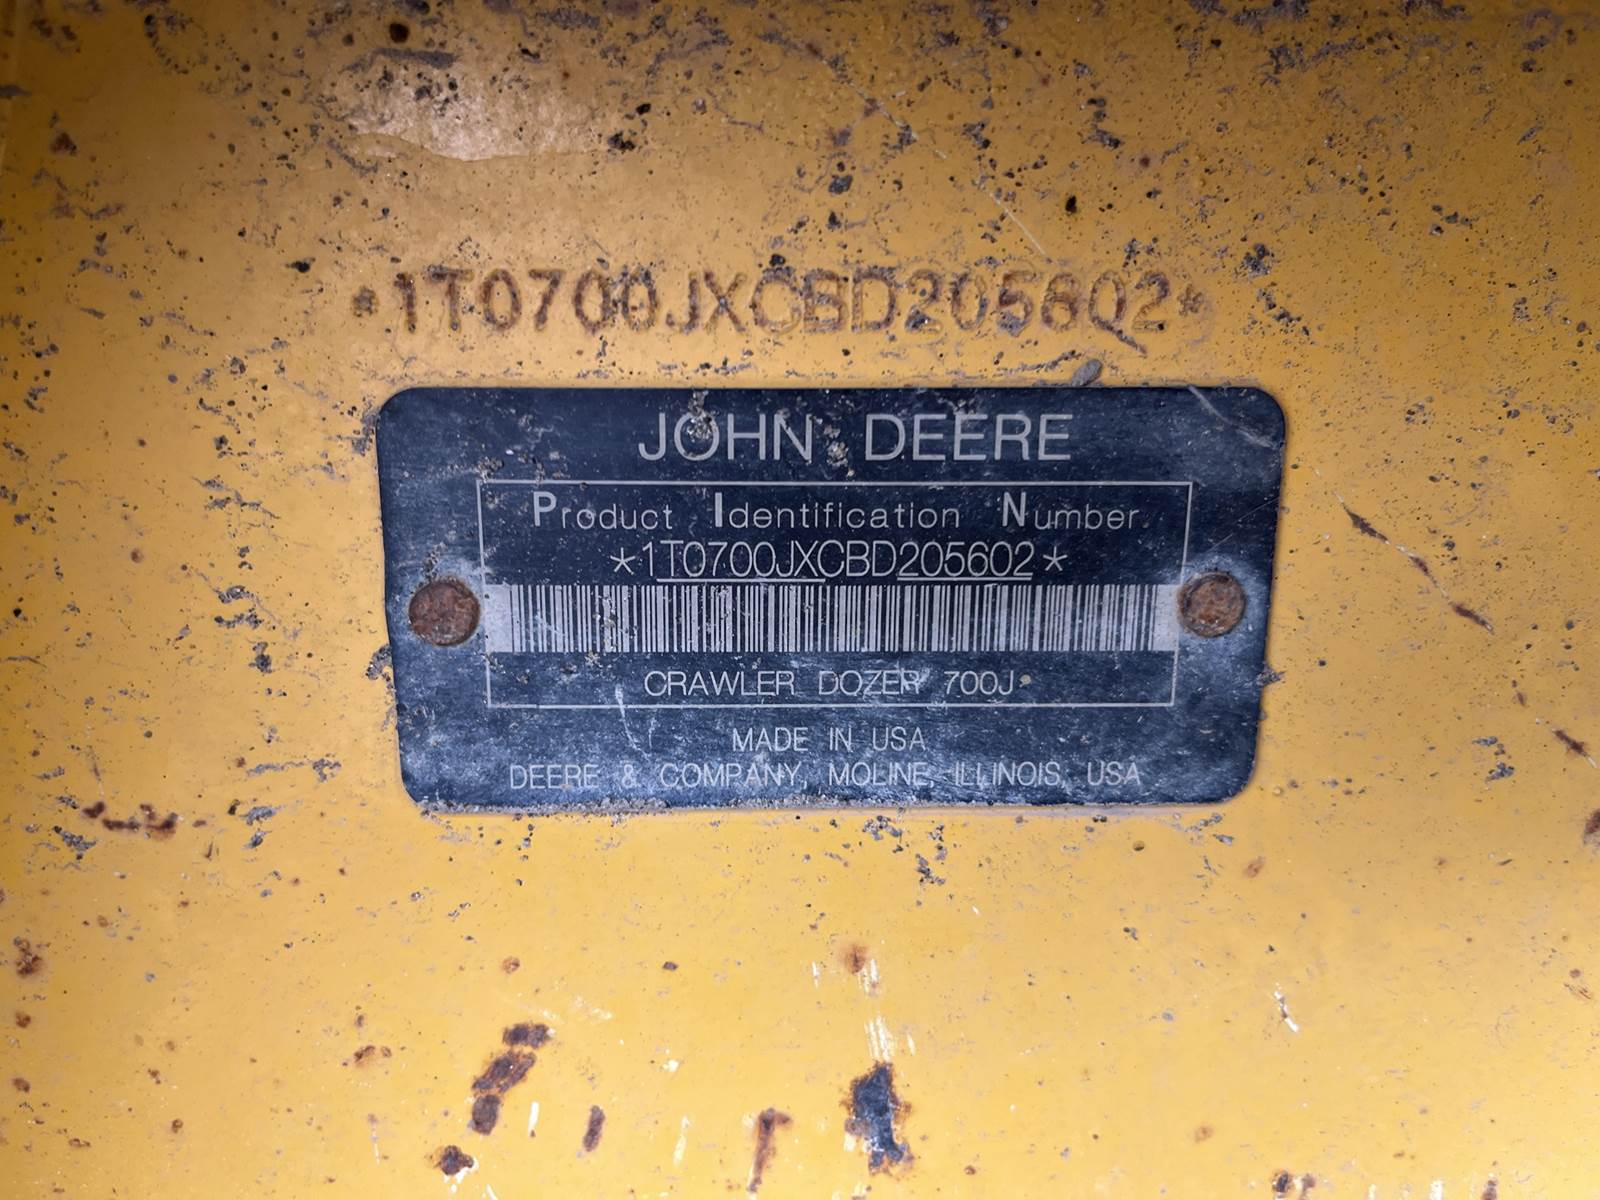 *1T0700JXCBD205602*
JOHN DEERE
Product Identification Number
*1T0700JXCBD205602*
CRAWLER DOZER 700J
MADE IN USA
DEERE & COMPANY, MOLINE, ILLINOIS, USA